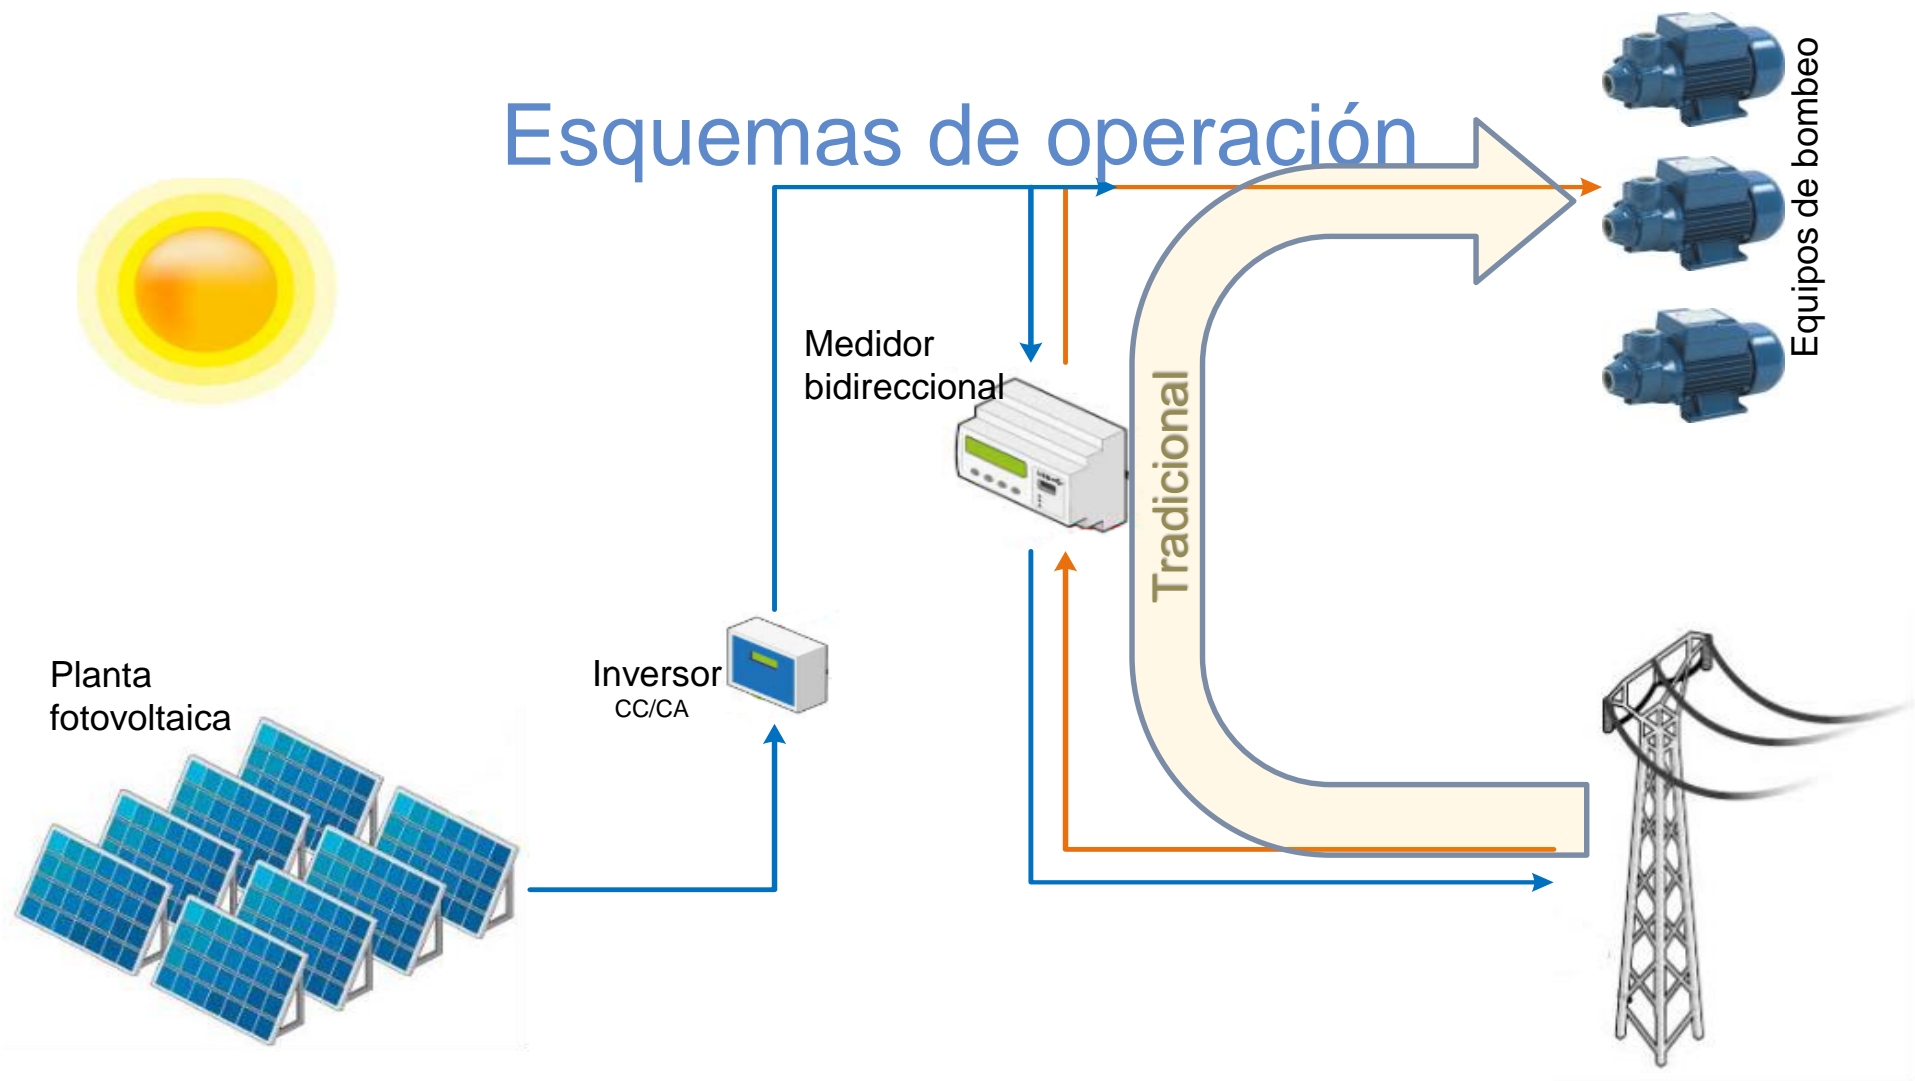 Esquemas de operación
Equipos de bombeo
Medidor
bidireccional
Tradicional
Planta
fotovoltaica
Inversor
CC/CA